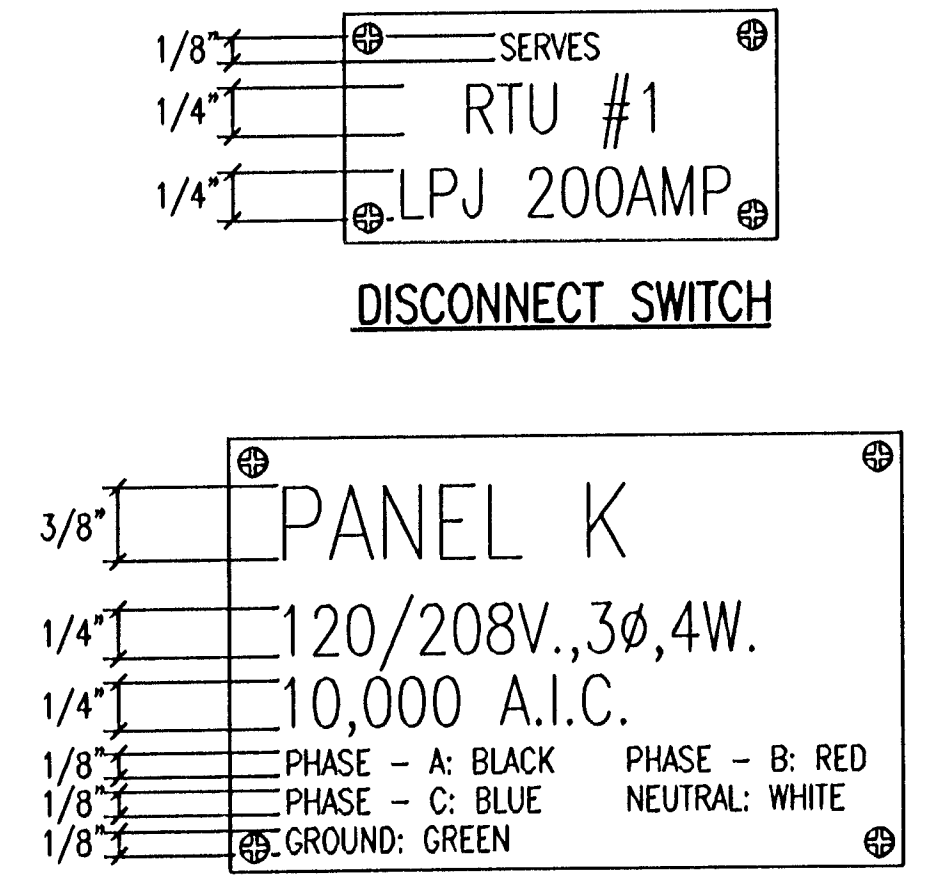 1/8" SERVES
1/4" RTU #1
1/4" LPJ 200AMP
DISCONNECT SWITCH
3/8" PANEL K
1/4" 120/208V.,3ø,4W.
1/4" 10,000 A.I.C.
1/8" PHASE - A: BLACK PHASE - B: RED
1/8" PHASE - C: BLUE NEUTRAL: WHITE
1/8" GROUND: GREEN